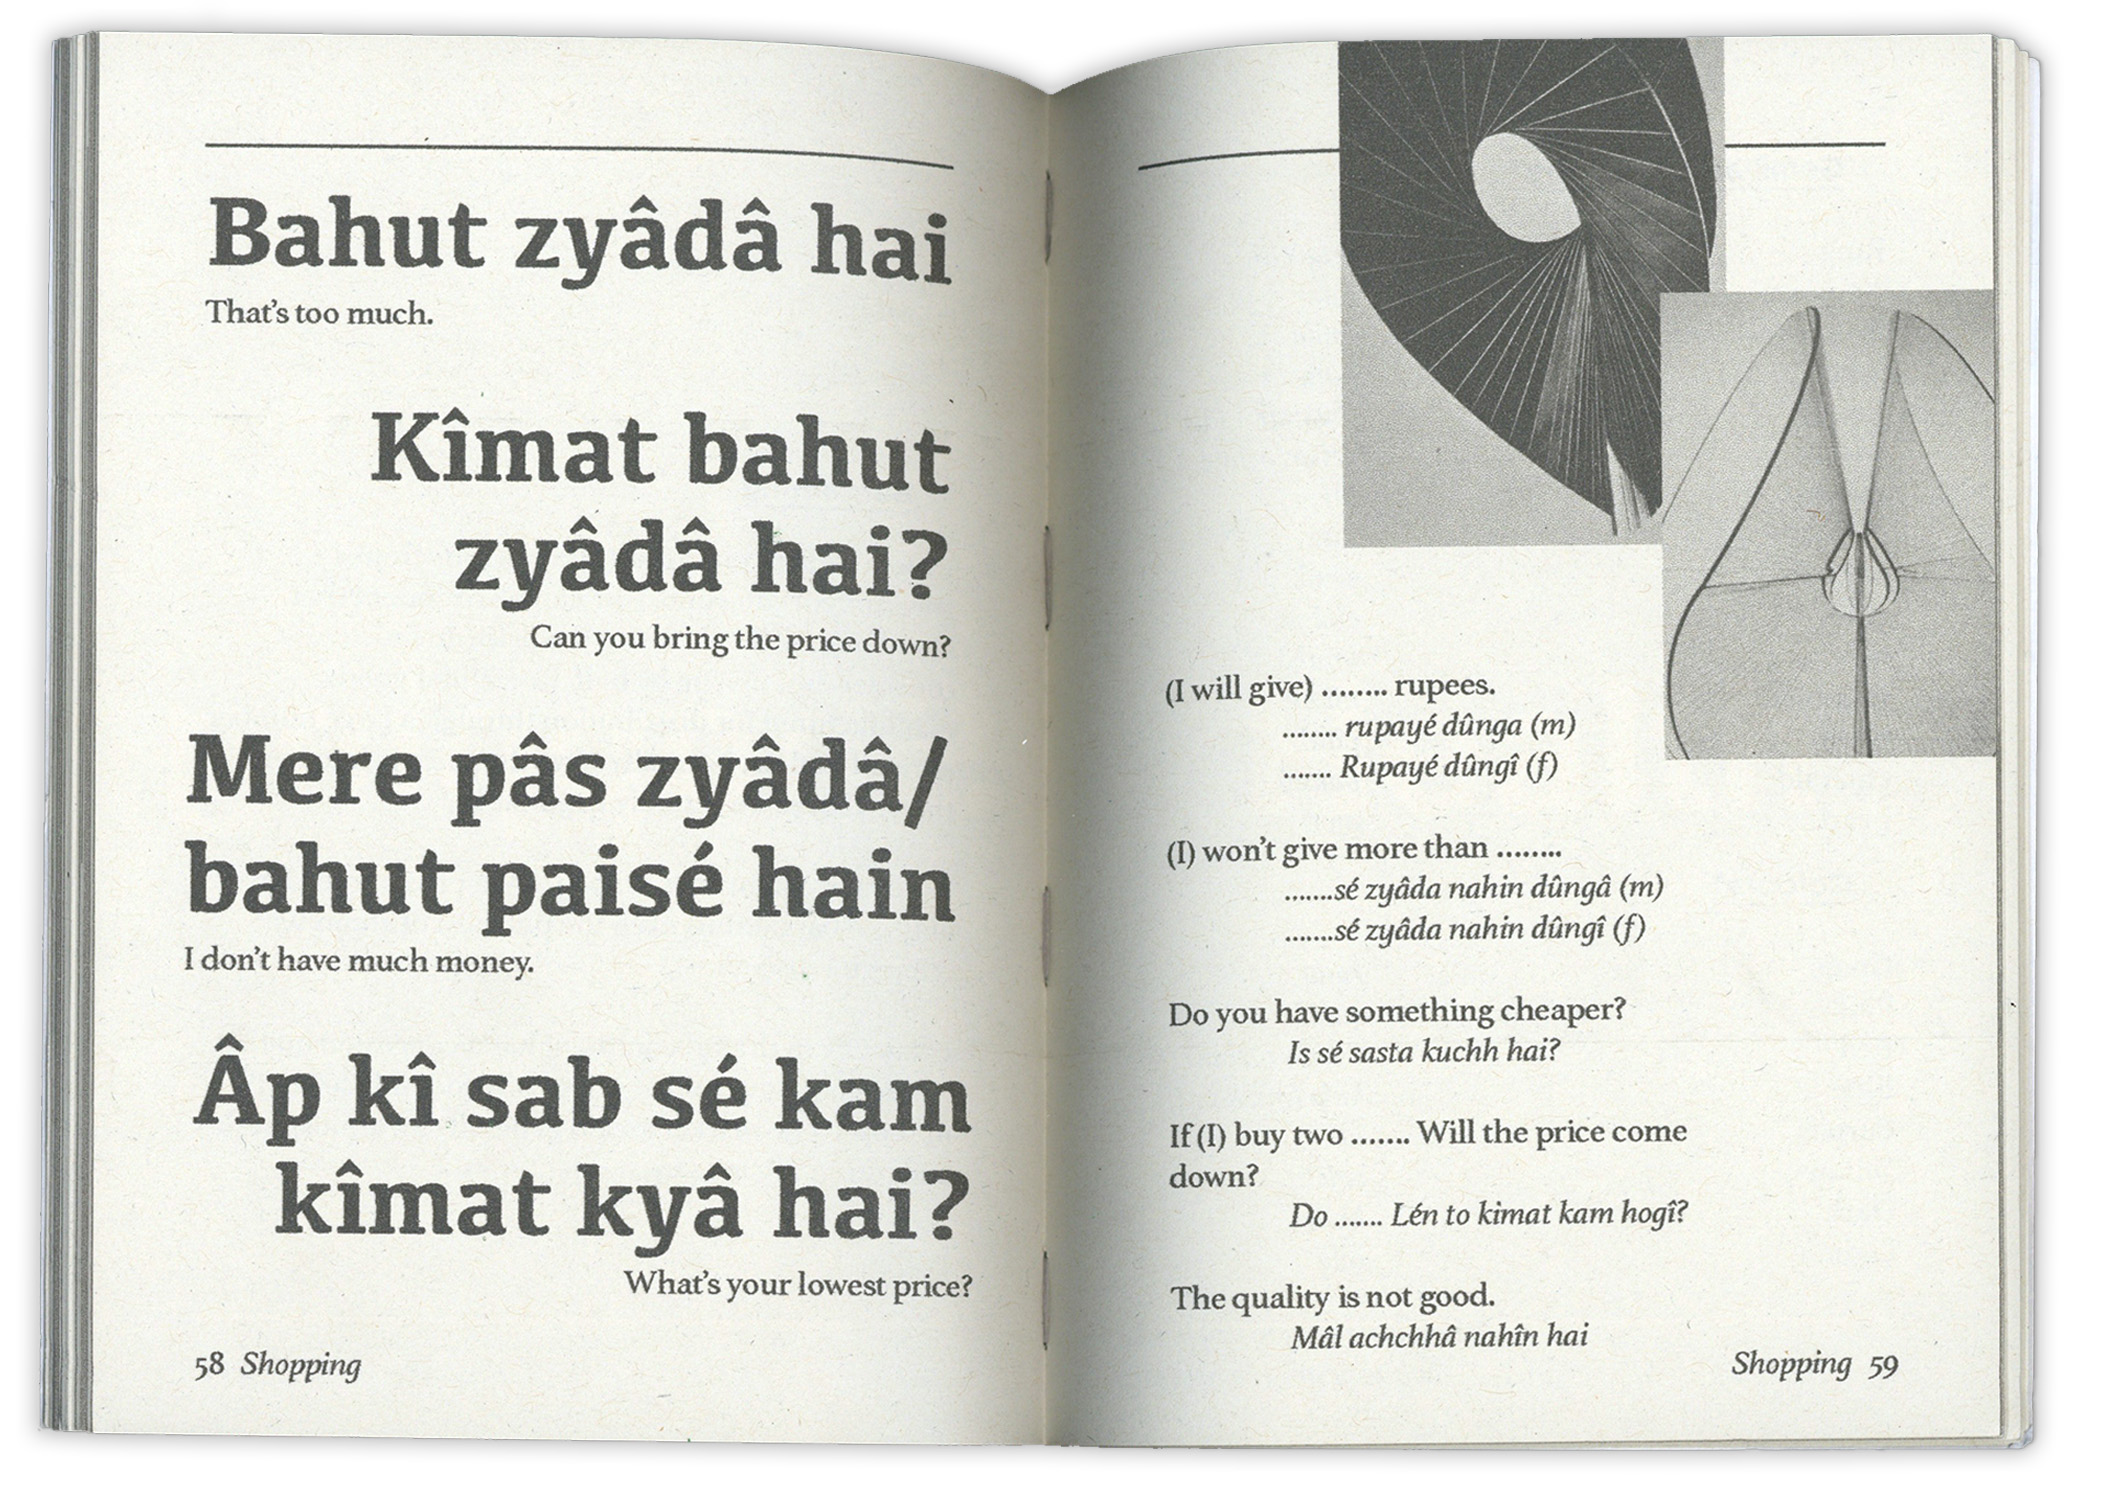 Bahut zyâdâ hai
That's too much.
Kîmat bahut
zyâdâ hai?
Can you bring the price down?
Mere pâs zyâdâ/
bahut paisé hain
I don't have much money.
Âp kî sab sé kam
kîmat kyâ hai?
What's your lowest price?
58 Shopping
(I will give) ........ rupees.
........ rupayé dûnga (m)
....... Rupayé dûngî (f)
(I) won't give more than ........
.......sé zyâda nahin dûngâ (m)
.......sé zyâda nahin dûngî (f)
Do you have something cheaper?
Is sé sasta kuchh hai?
If (I) buy two ....... Will the price come
down?
Do ....... Lén to kimat kam hogî?
The quality is not good.
Mâl achchhâ nahîn hai
Shopping 59